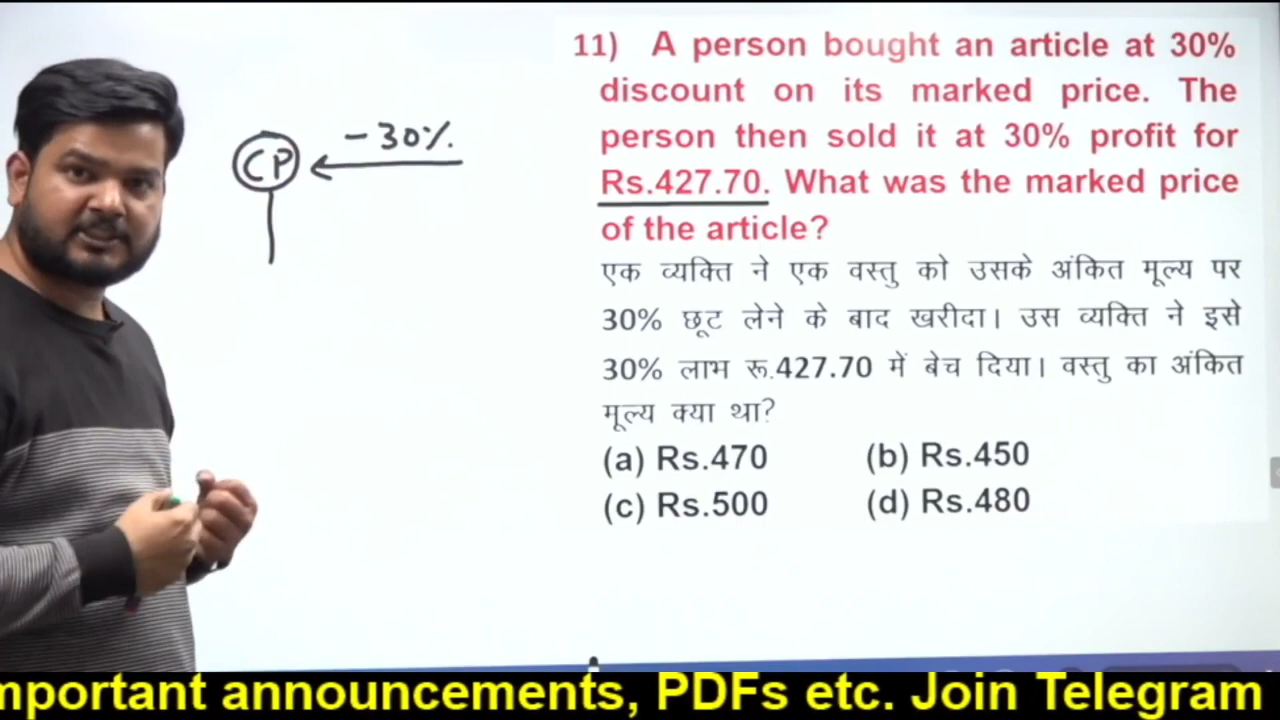 11) A person bought an article at 30%
discount on its marked price. The
person then sold it at 30% profit for
Rs.427.70. What was the marked price
of the article?
एक व्यक्ति ने एक वस्तु को उसके अंकित मूल्य पर
30% छूट लेने के बाद खरीदा। उस व्यक्ति ने इसे
30% लाभ रू.427.70 में बेच दिया। वस्तु का अंकित
मूल्य क्या था?
(a) Rs.470 (b) Rs.450
(c) Rs.500 (d) Rs.480
CP -30%.
mportant announcements, PDFs etc. Join Telegram